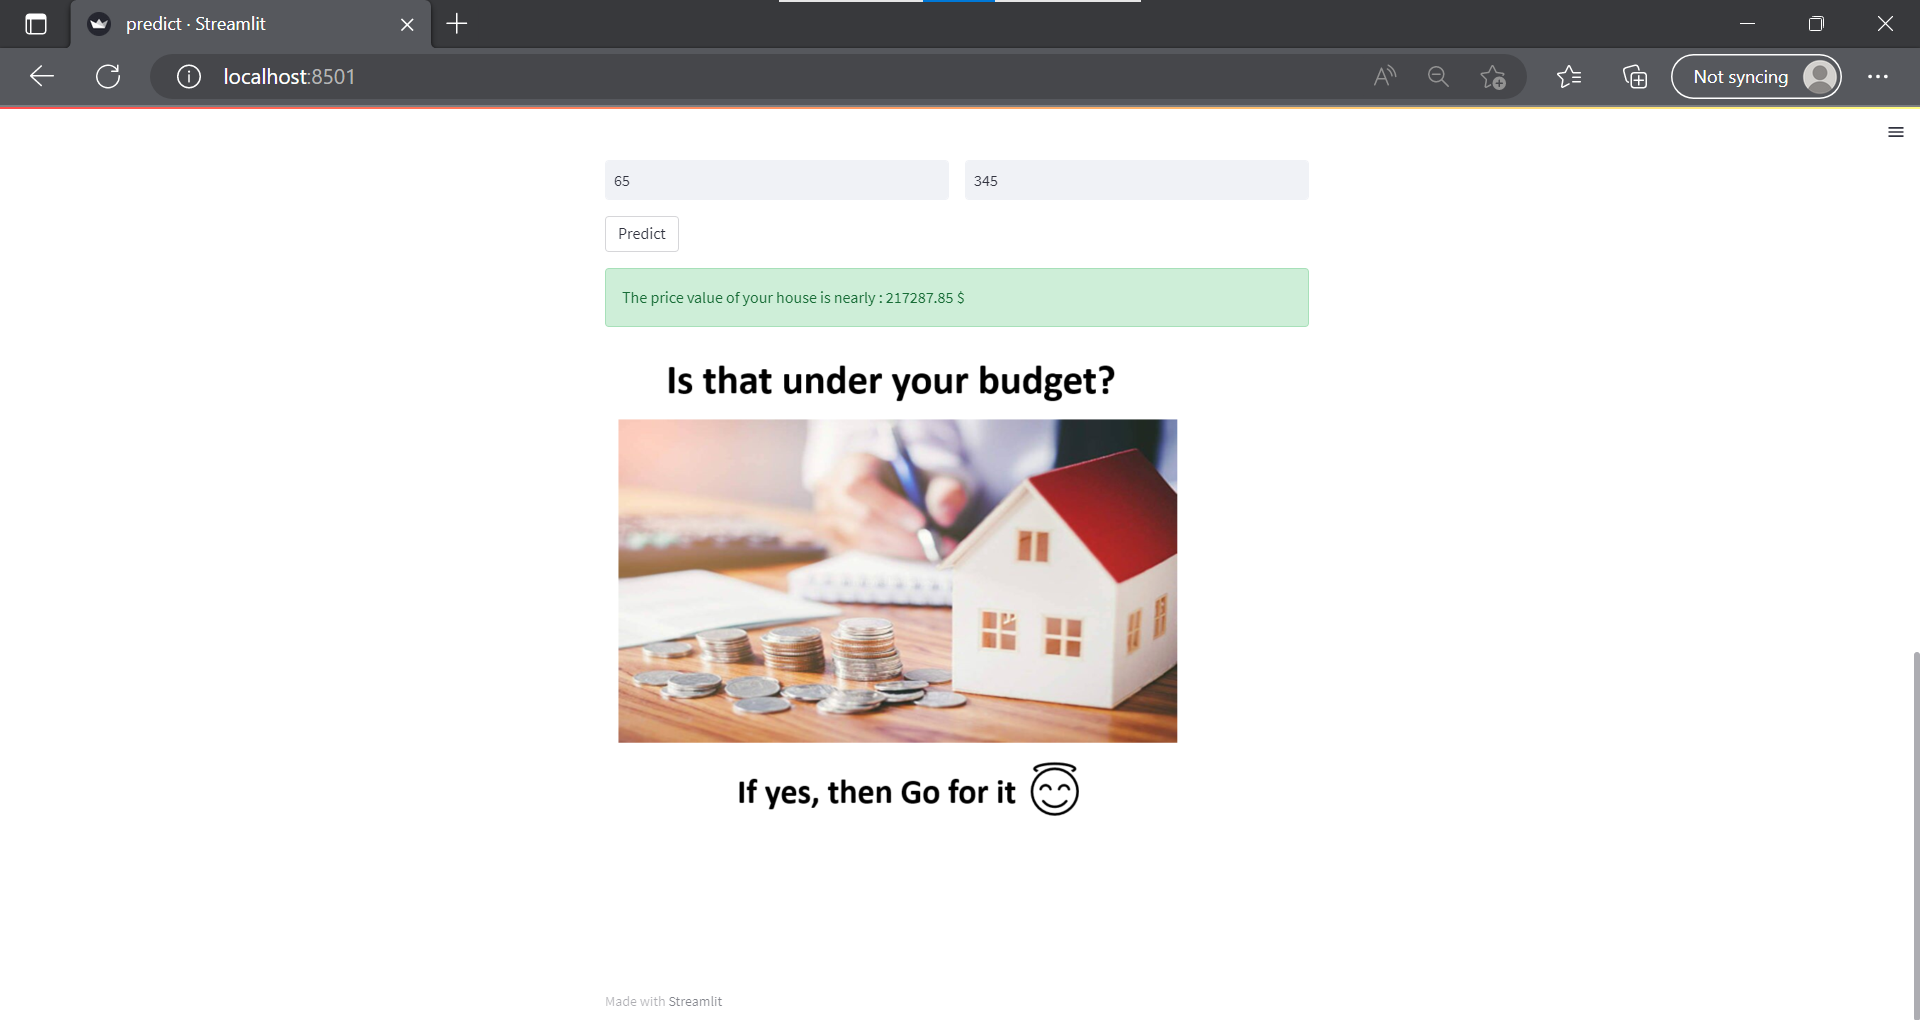 predict · Streamlit
localhost:8501
Not syncing
65
345
Predict
The price value of your house is nearly : 217287.85 $
Is that under your budget?
If yes, then Go for it
Made with Streamlit